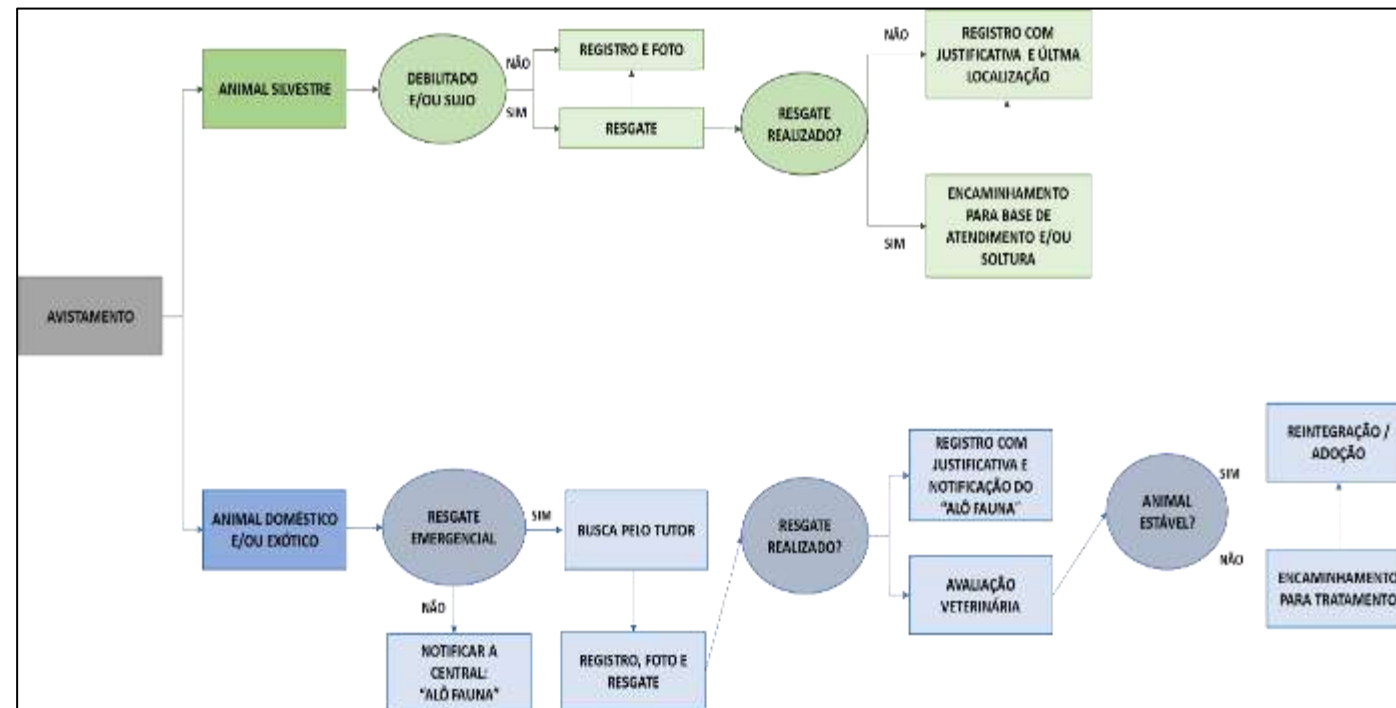 AVISTAMENTO
ANIMAL SILVESTRE
DEBILITADO
E/OU SUJO
NÃO
SIM
REGISTRO E FOTO
RESGATE
RESGATE
REALIZADO?
NÃO
SIM
REGISTRO COM
JUSTIFICATIVA E ÚLTMA
LOCALIZAÇÃO
ENCAMINHAMENTO
PARA BASE DE
ATENDIMENTO E/OU
SOLTURA
ANIMAL DOMÉSTICO
E/OU EXÓTICO
RESGATE
EMERGENCIAL
SIM
NÃO
NOTIFICAR A
CENTRAL:
"ALÔ FAUNA"
BUSCA PELO TUTOR
REGISTRO, FOTO E
RESGATE
RESGATE
REALIZADO?
REGISTRO COM
JUSTIFICATIVA E
NOTIFICAÇÃO DO
"ALÔ FAUNA"
AVALIAÇÃO
VETERINÁRIA
ANIMAL
ESTÁVEL?
SIM
NÃO
REINTEGRAÇÃO /
ADOÇÃO
ENCAMINHAMENTO
PARA TRATAMENTO